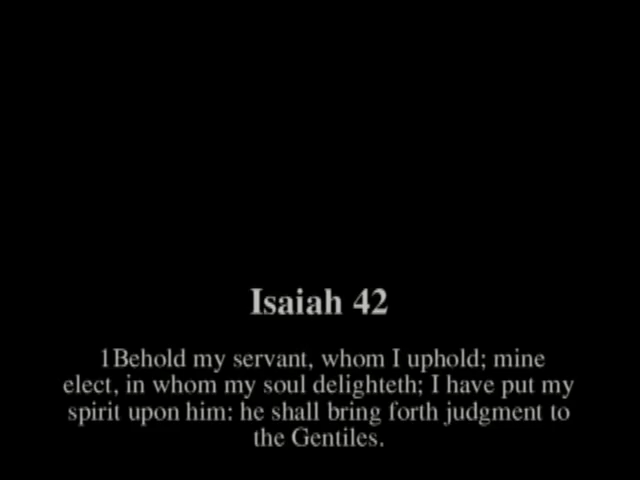 Isaiah 42
1Behold my servant, whom I uphold; mine
elect, in whom my soul delighteth; I have put my
spirit upon him: he shall bring forth judgment to
the Gentiles.